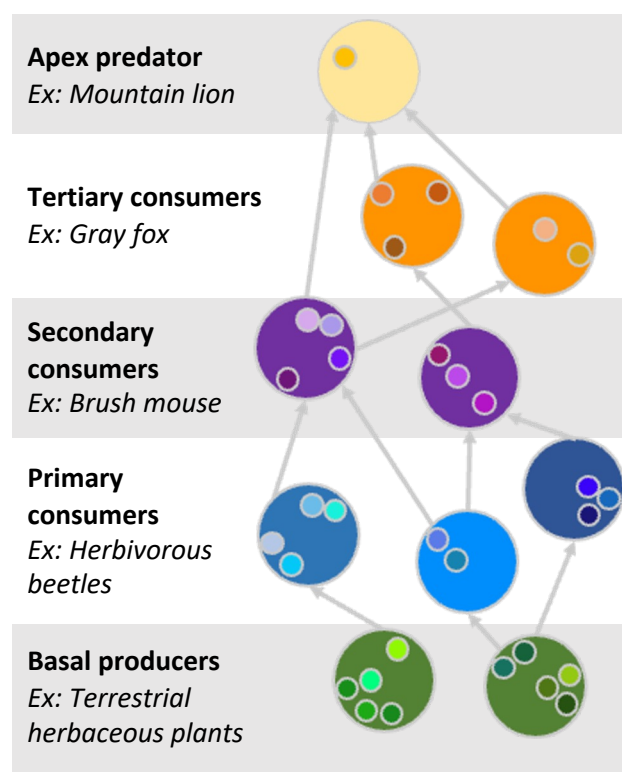 Apex predator
Ex: Mountain lion
Tertiary consumers
Ex: Gray fox
Secondary
consumers
Ex: Brush mouse
Primary
consumers
Ex: Herbivorous
beetles
Basal producers
Ex: Terrestrial
herbaceous plants